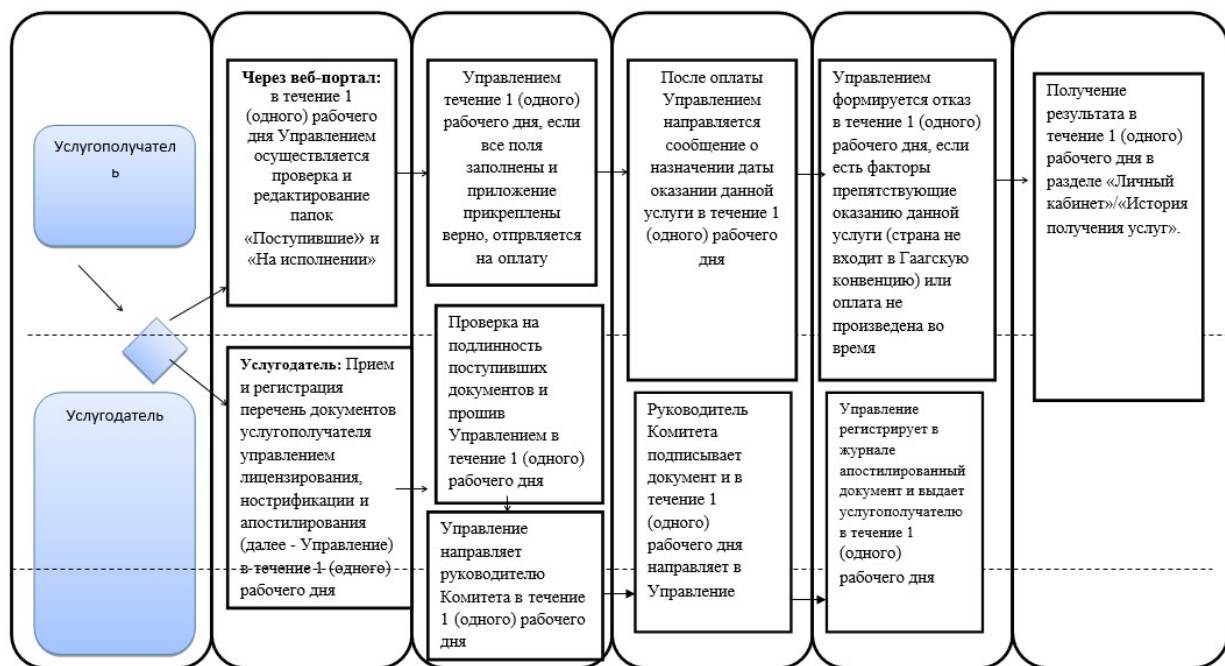 Услугополучател
ь
Услугодатель
Через веб-портал:
в течение 1
(одного) рабочего
дня Управлением
осуществляется
проверка и
редактирование
папок
«Поступившие» и
«На исполнении»
Услугодатель: Прием
и регистрация
перечень документов
услугополучателя
управлением
лицензирования,
нострификации и
апостилирования
(далее - Управление)
в течение 1 (одного)
рабочего дня
Управлением
течение 1 (одного)
рабочего дня, если
все поля
заполнены и
приложение
прикреплены
верно, отпрвляется
на оплату
Проверка на
подлинность
поступивших
документов и
прошив
Управлением в
течение 1 (одного)
рабочего дня
Управление
направляет
руководителю
Комитета в течение
1 (одного) рабочего
дня
После оплаты
Управлением
направляется
сообщение о
назначении даты
оказании данной
услуги в течение 1
(одного) рабочего
дня
Руководитель
Комитета
подписывает
документ и в
течение 1
(одного)
рабочего дня
направляет в
Управление
Управлением
формируется отказ
в течение 1 (одного)
рабочего дня, если
есть факторы
препятствующие
оказанию данной
услуги (страна не
входит в Гаагскую
конвенцию) или
оплата не
произведена во
время
Управление
регистрирует в
журнале
апостилированный
документ и выдает
услугополучателю
в течение 1
(одного)
рабочего дня
Получение
результата в
течение 1 (одного)
рабочего дня в
разделе «Личный
кабинет»/«История
получения услуг».